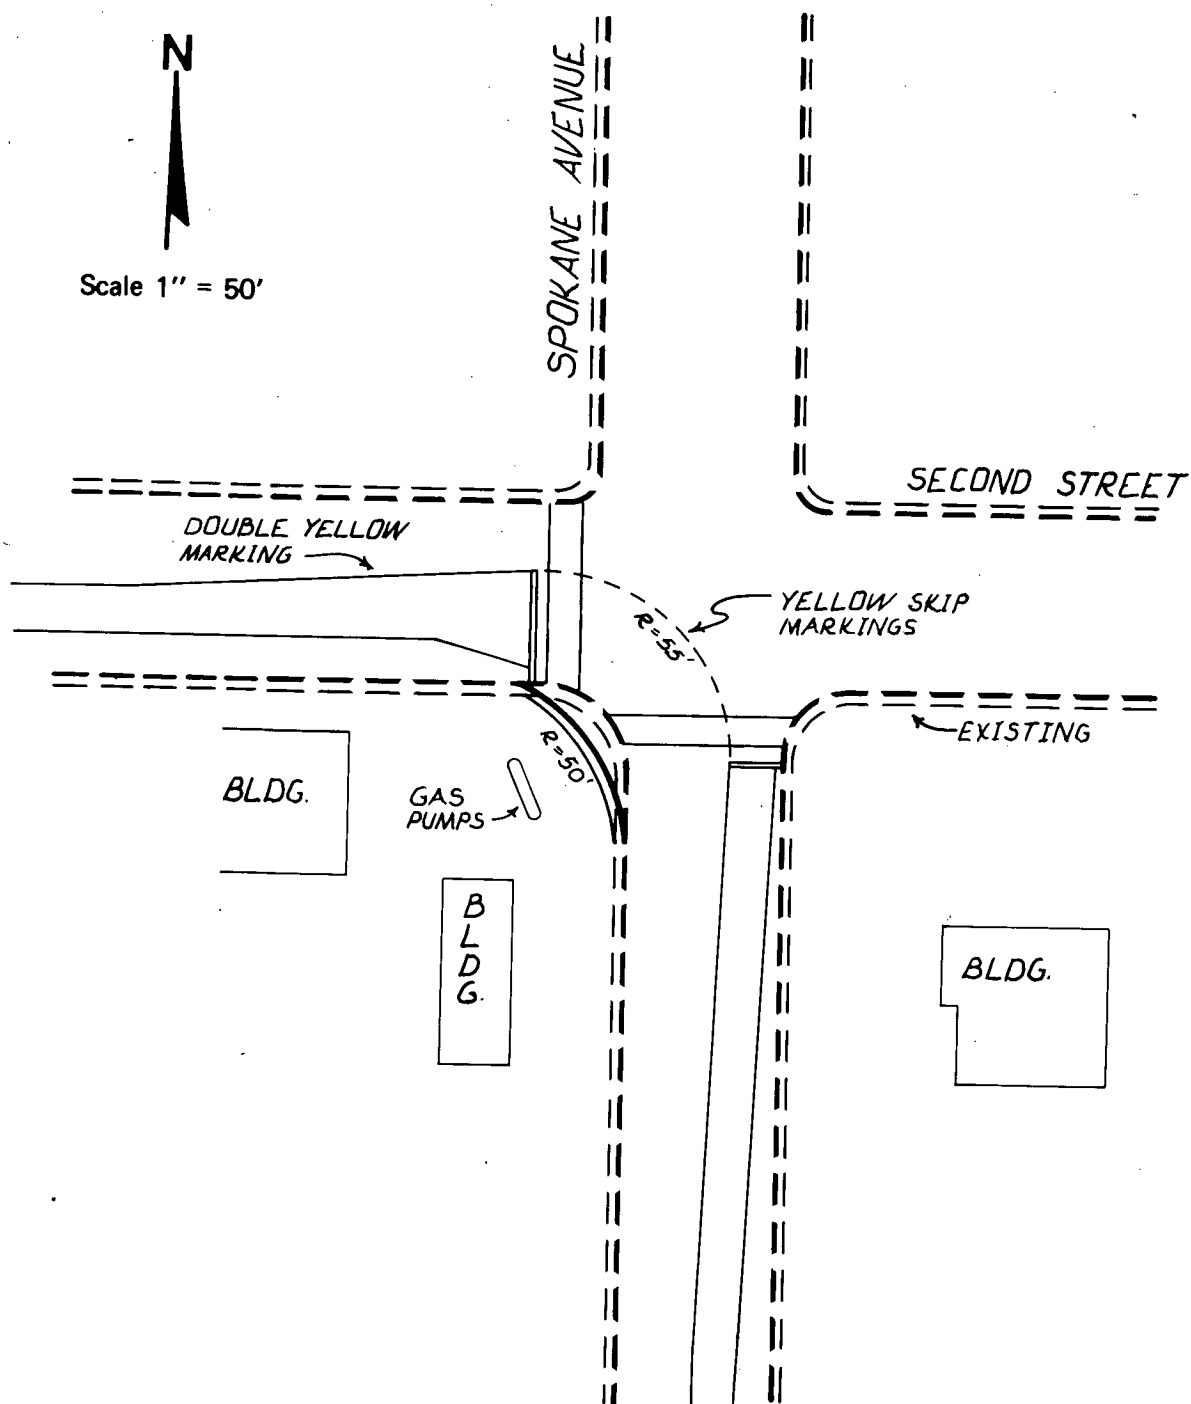 N
Scale 1" = 50'
SPOKANE AVENUE
SECOND STREET
DOUBLE YELLOW
MARKING
YELLOW SKIP
MARKINGS
R=55'
EXISTING
R=50'
BLDG.
GAS
PUMPS
BLDG.
BLDG.